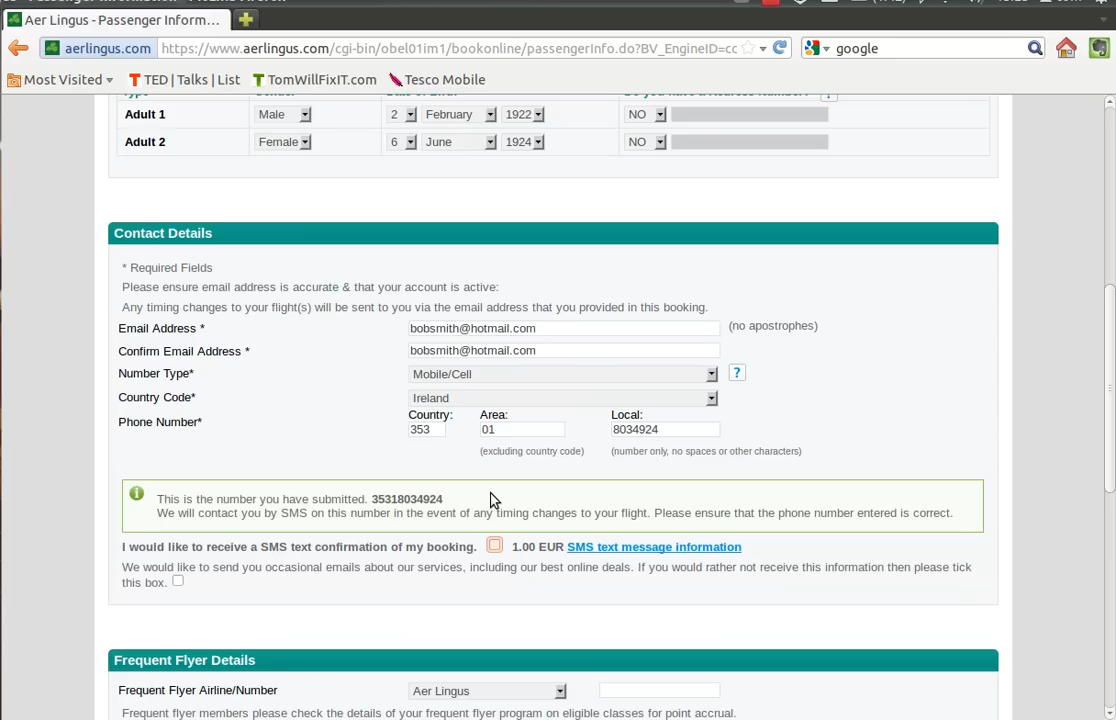 Aer Lingus - Passenger Inform...
aerlingus.com https://www.aerlingus.com/cgi-bin/obel01im1/bookonline/passengerInfo.do?BV_EngineID=cc google
Most Visited TED | Talks | List TomWillFixIT.com Tesco Mobile
Adult 1 Male 2 February 1922 NO
Adult 2 Female 6 June 1924 NO
Contact Details
* Required Fields
Please ensure email address is accurate & that your account is active:
Any timing changes to your flight(s) will be sent to you via the email address that you provided in this booking.
Email Address * bobsmith@hotmail.com (no apostrophes)
Confirm Email Address * bobsmith@hotmail.com
Number Type* Mobile/Cell ?
Country Code* Ireland
Country: Area: Local:
Phone Number* 353 01 8034924
(excluding country code) (number only, no spaces or other characters)
This is the number you have submitted. 35318034924
We will contact you by SMS on this number in the event of any timing changes to your flight. Please ensure that the phone number entered is correct.
I would like to receive a SMS text confirmation of my booking. 1.00 EUR SMS text message information
We would like to send you occasional emails about our services, including our best online deals. If you would rather not receive this information then please tick
this box.
Frequent Flyer Details
Frequent Flyer Airline/Number Aer Lingus
Frequent flyer members please check the details of your frequent flyer program on eligible classes for point accrual.